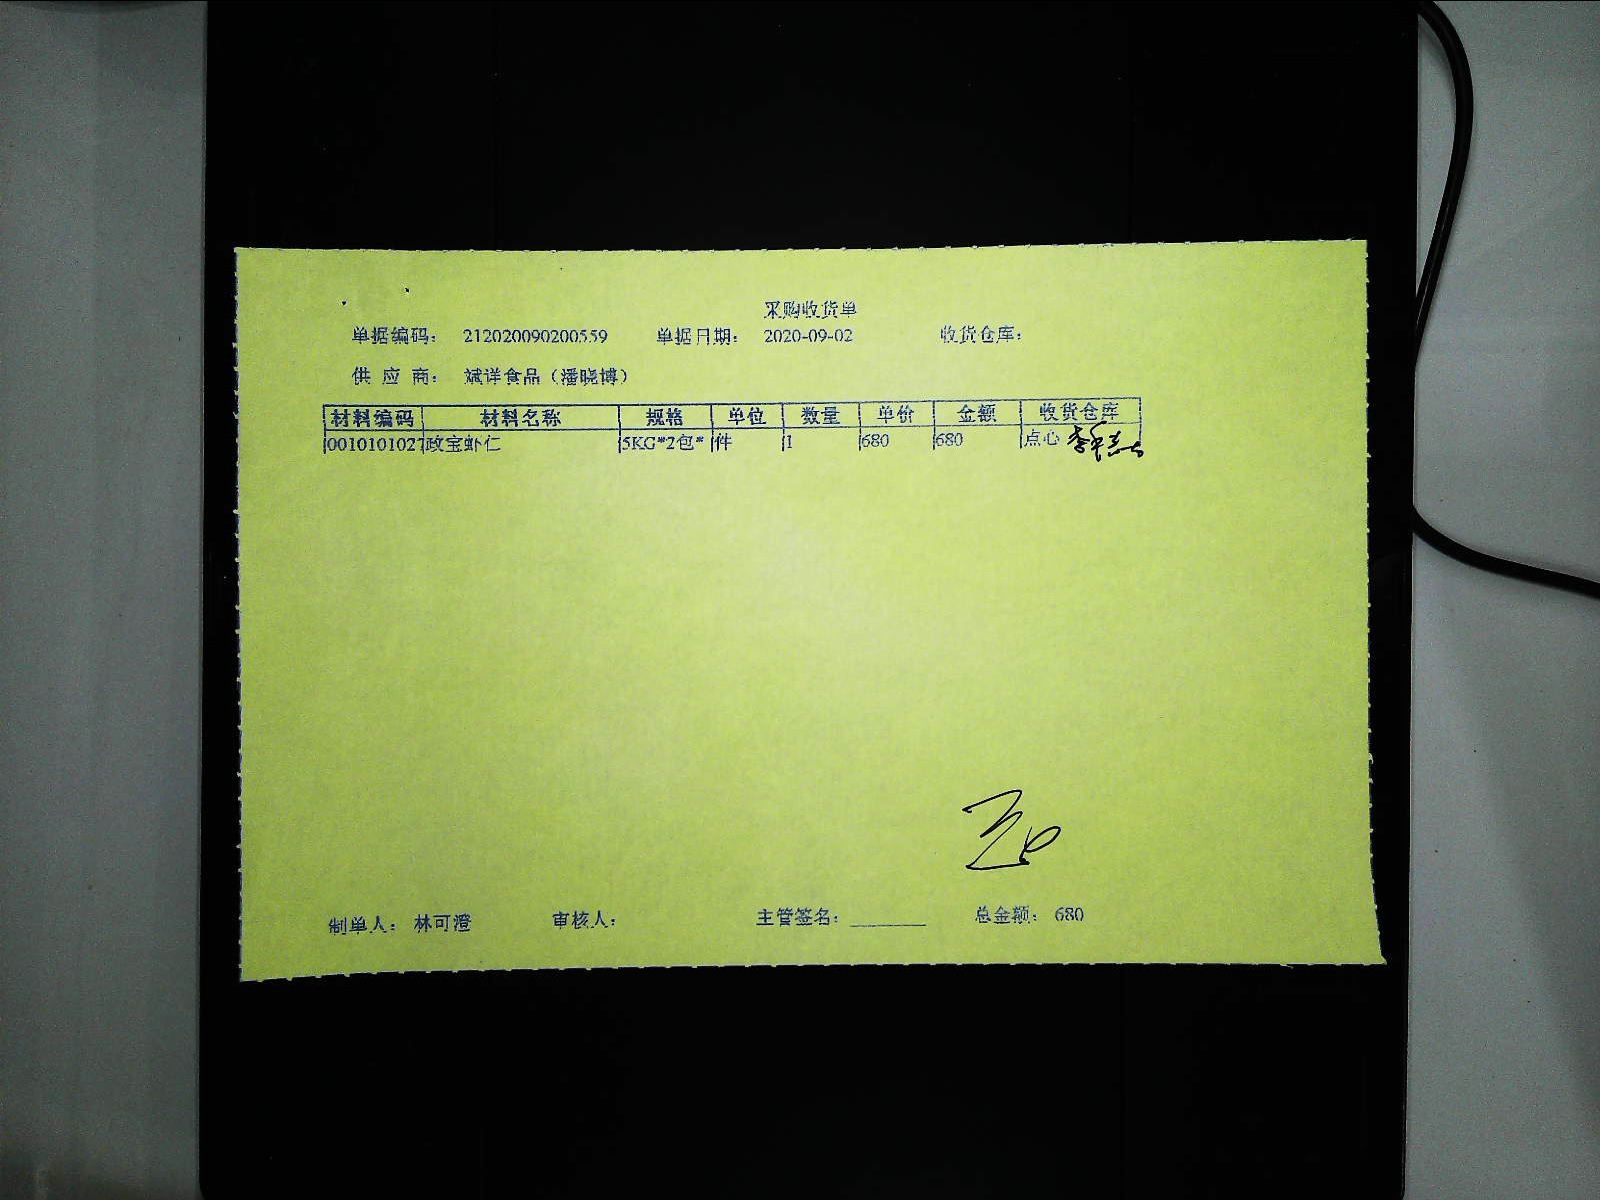 采购收货单
单据编码： 212020090200559 单据日期： 2020-09-02 收货仓库：
供 应 商： 斌详食品（潘晓博）
材料编码 材料名称 规格 单位 数量 单价 金额 收货仓库
0010101027 政宝虾仁 5KG*2包* 件 1 680 680 点心
制单人： 林可澄 审核人： 主管签名： 总金额： 680